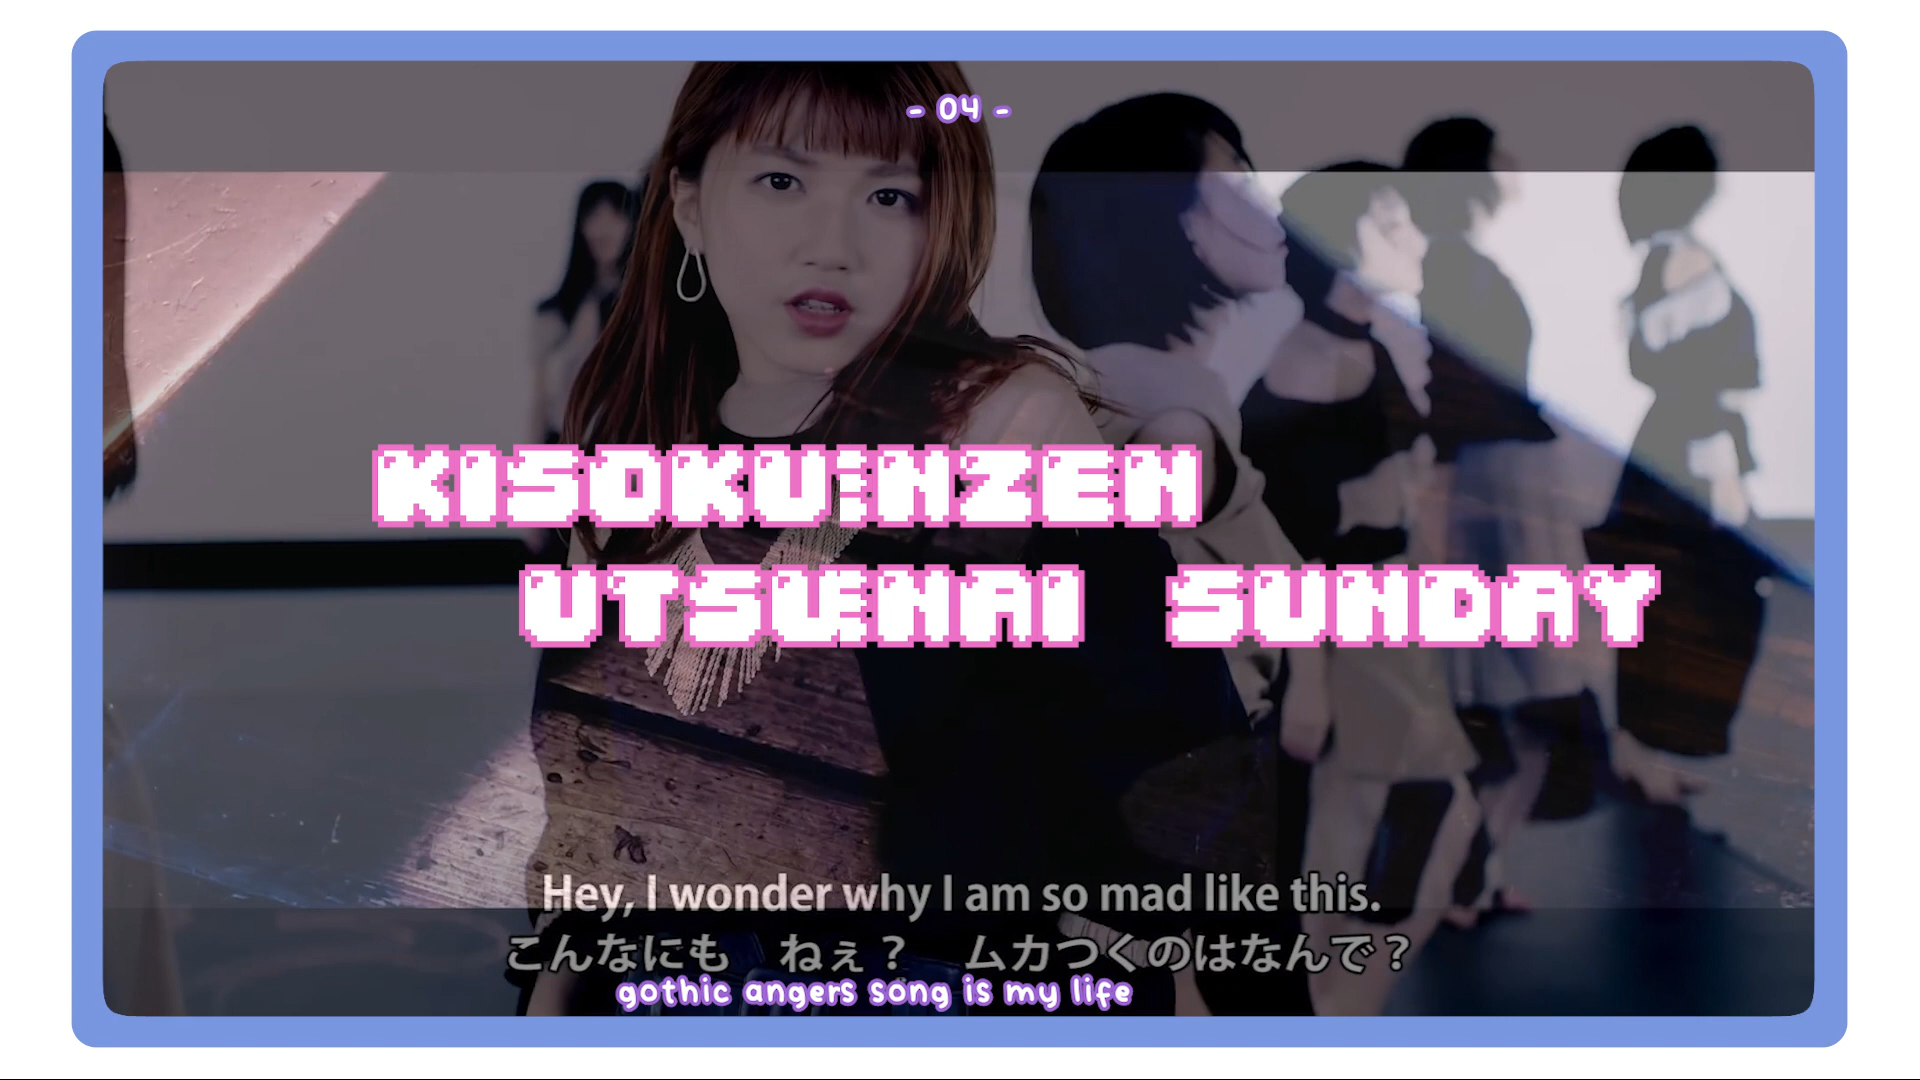 - 04 -
KISOKU NZEN
UTSU NAI SUNDAY
Hey, I wonder why I am so mad like this.
こんなにも ねぇ？ ムカつくのはなんで？
gothic angers song is my life